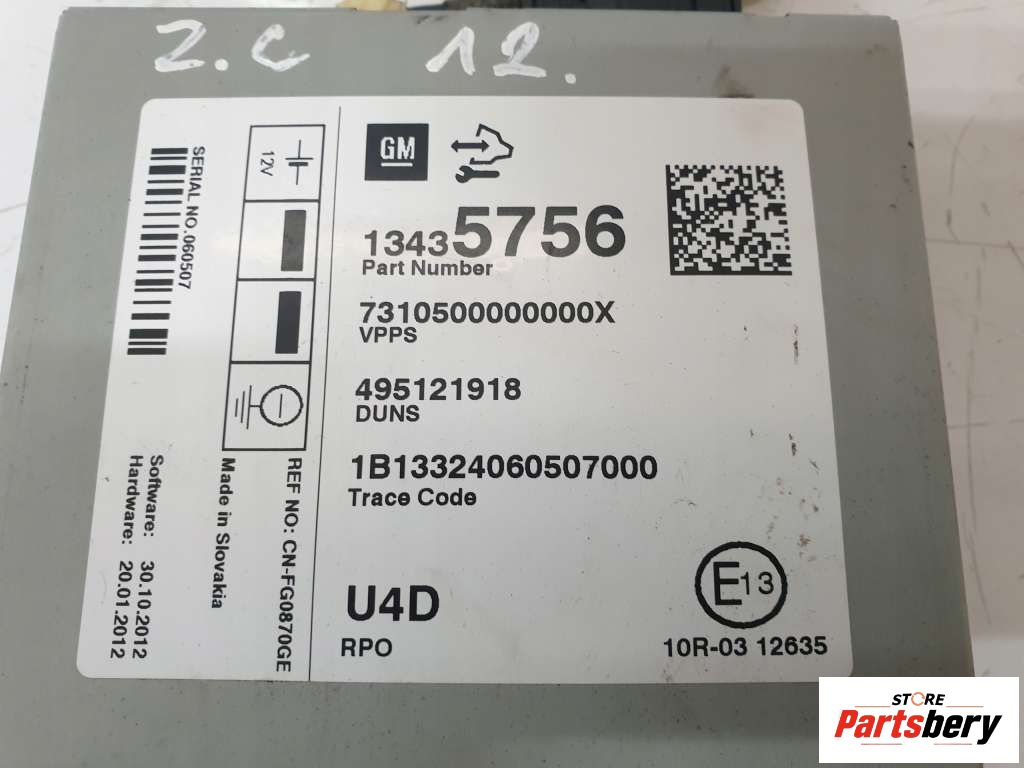 Z.C 12.
GM
13435756
Part Number
7310500000000X
VPPS
495121918
DUNS
1B13324060507000
Trace Code
U4D
RPO
E13
10R-03 12635
SERIAL NO.060507
12V
REF NO: CN-FG0870GE
Made in Slovakia
Software: 30.10.2012
Hardware: 20.01.2012
STORE
Partsbery